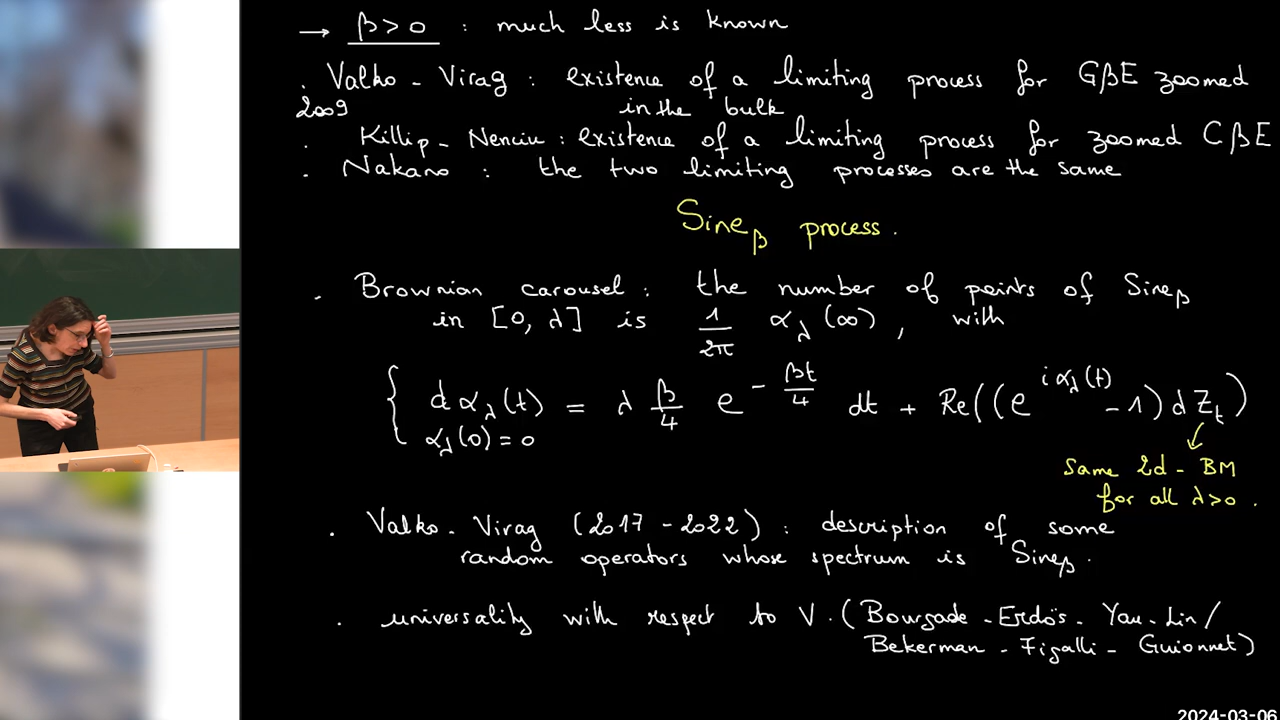 → β > 0 : much less is known
. Valko - Virag : existence of a limiting process for GβE zoomed
2009 in the bulk
. Killip - Nenciu : existence of a limiting process for zoomed CβE
. Nakano : the two limiting processes are the same
Sineβ process .
. Brownian carousel : the number of points of Sineβ
in [0, λ] is 1/2π α_λ(∞) , with
{ dα_λ(t) = λ β/4 e^{-βt/4} dt + Re((e^{iα_λ(t)} - 1) dZ_t)
α_λ(0) = 0
same 2d - BM
for all λ>0 .
. Valko - Virag (2017 - 2022) : description of some
random operators whose spectrum is Sineβ .
. universality with respect to V . ( Bourgade - Erdös - Yau - Lin /
Bekerman - Figalli - Guionnet )
2024-03-06